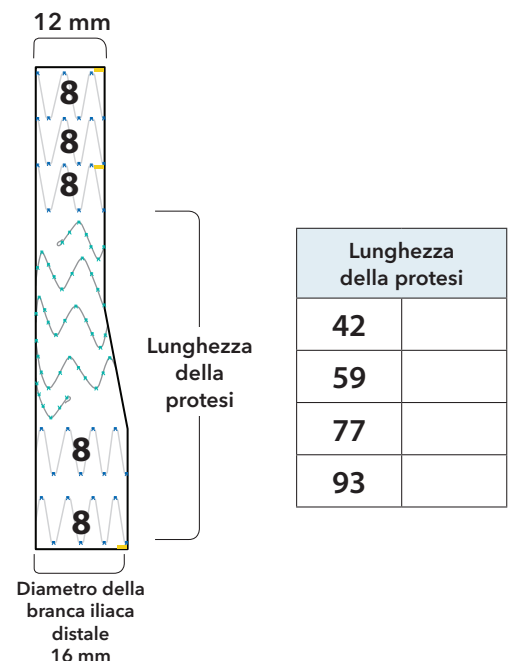 12 mm
8
8
8
8
8
Lunghezza
della
protesi
Diametro della
branca iliaca
distale
16 mm
Lunghezza
della protesi
42
59
77
93